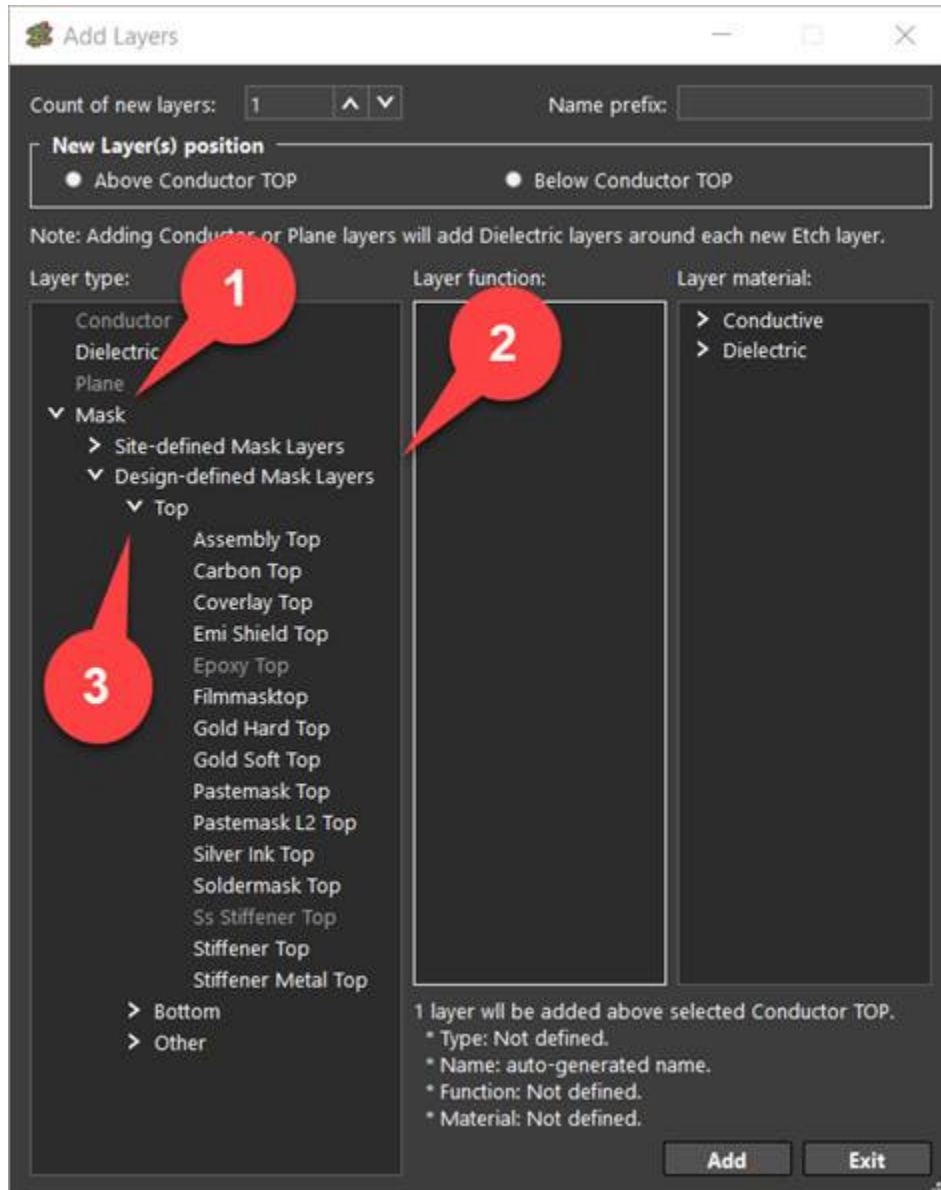 Add Layers
Count of new layers: 1 Name prefix:
New Layer(s) position
Above Conductor TOP Below Conductor TOP
Note: Adding Conductor or Plane layers will add Dielectric layers around each new Etch layer.
Layer type: Layer function: Layer material:
1
2
3
Conductor
Dielectric
Plane
Mask
Site-defined Mask Layers
Design-defined Mask Layers
Top
Assembly Top
Carbon Top
Coverlay Top
Emi Shield Top
Epoxy Top
Filmmasktop
Gold Hard Top
Gold Soft Top
Pastemask Top
Pastemask L2 Top
Silver Ink Top
Soldermask Top
Ss Stiffener Top
Stiffener Top
Stiffener Metal Top
Bottom
Other
Conductive
Dielectric
1 layer wll be added above selected Conductor TOP.
* Type: Not defined.
* Name: auto-generated name.
* Function: Not defined.
* Material: Not defined.
Add Exit